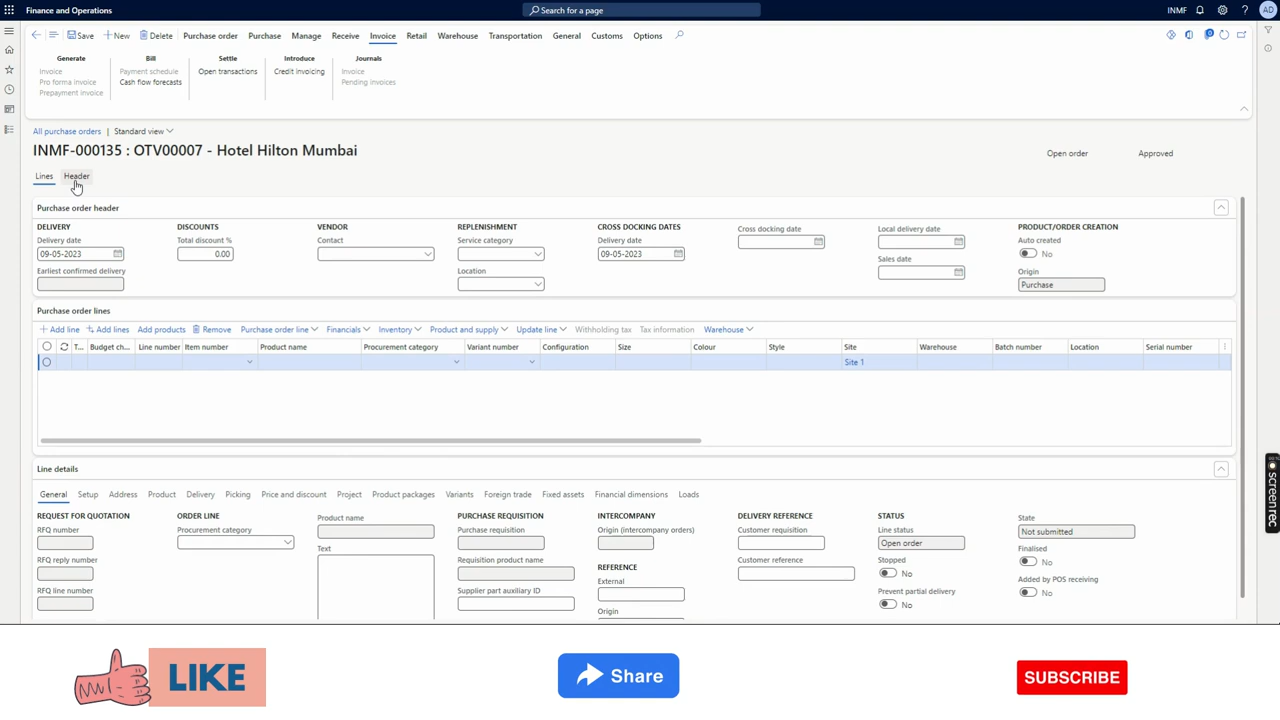 Finance and Operations
Search for a page
INMF
?
AD
Save
New
Delete
Purchase order
Purchase
Manage
Receive
Invoice
Retail
Warehouse
Transportation
General
Customs
Options
0
Generate
Bill
Settle
Introduce
Journals
Invoice
Payment schedule
Open transactions
Credit invoicing
Invoice
Pro forma invoice
Cash flow forecasts
Pending invoices
Prepayment invoice
All purchase orders | Standard view
INMF-000135 : OTV00007 - Hotel Hilton Mumbai
Open order
Approved
Lines
Header
Purchase order header
DELIVERY
Delivery date
09-05-2023
Earliest confirmed delivery
DISCOUNTS
Total discount %
0.00
VENDOR
Contact
REPLENISHMENT
Service category
Location
CROSS DOCKING DATES
Delivery date
09-05-2023
Cross docking date
Local delivery date
Sales date
PRODUCT/ORDER CREATION
Auto created
No
Origin
Purchase
Purchase order lines
Add line
Add lines
Add products
Remove
Purchase order line
Financials
Inventory
Product and supply
Update line
Withholding tax
Tax information
Warehouse
T...
Budget ch...
Line number
Item number
Product name
Procurement category
Variant number
Configuration
Size
Colour
Style
Site
Warehouse
Batch number
Location
Serial number
Site 1
Line details
General
Setup
Address
Product
Delivery
Picking
Price and discount
Project
Product packages
Variants
Foreign trade
Fixed assets
Financial dimensions
Loads
REQUEST FOR QUOTATION
RFQ number
RFQ reply number
RFQ line number
ORDER LINE
Procurement category
Product name
Text
PURCHASE REQUISITION
Purchase requisition
Requisition product name
Supplier part auxiliary ID
INTERCOMPANY
Origin (intercompany orders)
REFERENCE
External
Origin
DELIVERY REFERENCE
Customer requisition
Customer reference
STATUS
Line status
Open order
Stopped
No
Prevent partial delivery
No
State
Not submitted
Finalised
No
Added by POS receiving
No
screenrec
LIKE
Share
SUBSCRIBE